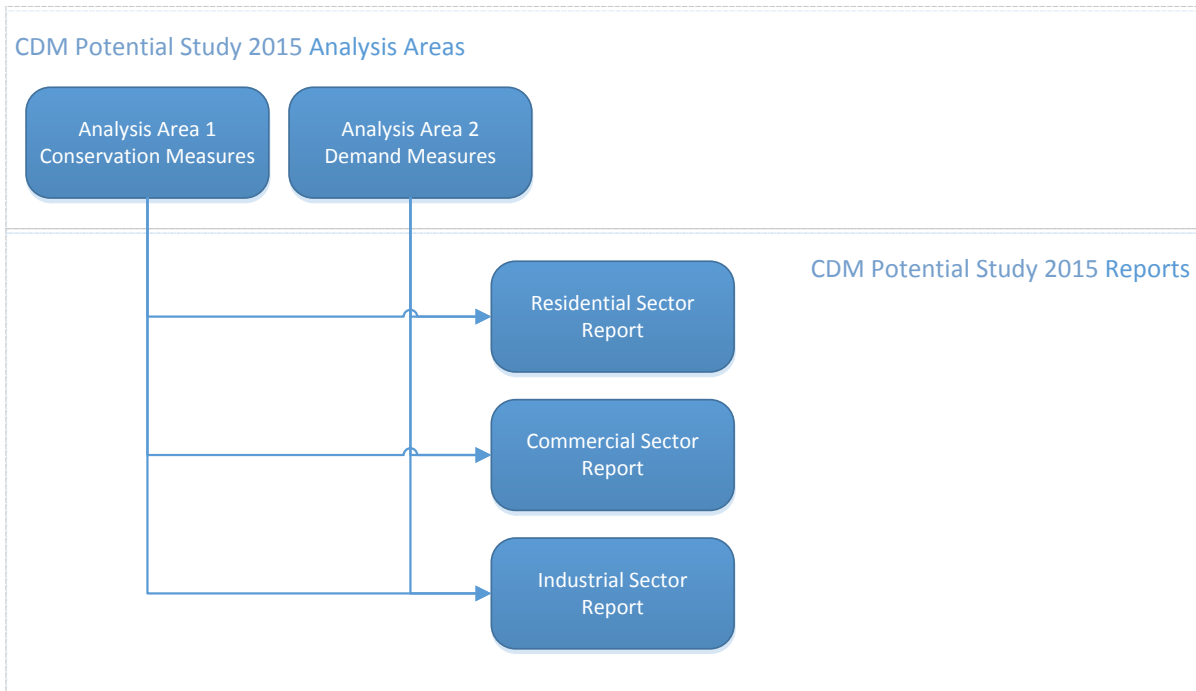 CDM Potential Study 2015 Analysis Areas
Analysis Area 1
Conservation Measures
Analysis Area 2
Demand Measures
CDM Potential Study 2015 Reports
Residential Sector
Report
Commercial Sector
Report
Industrial Sector
Report